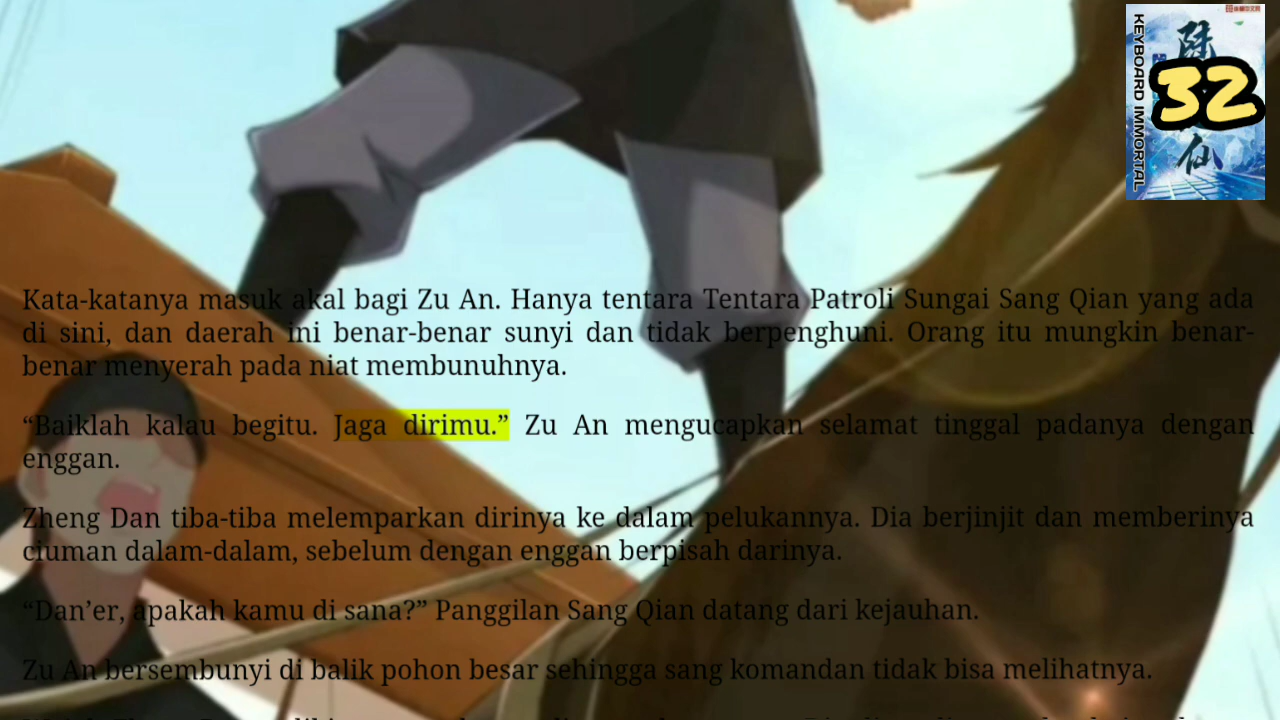 KEYBOARD IMMORTAL
32
仙
Kata-katanya masuk akal bagi Zu An. Hanya tentara Tentara Patroli Sungai Sang Qian yang ada
di sini, dan daerah ini benar-benar sunyi dan tidak berpenghuni. Orang itu mungkin benar-
benar menyerah pada niat membunuhnya.
“Baiklah kalau begitu. Jaga dirimu.” Zu An mengucapkan selamat tinggal padanya dengan
enggan.
Zheng Dan tiba-tiba melemparkan dirinya ke dalam pelukannya. Dia berjinjit dan memberinya
ciuman dalam-dalam, sebelum dengan enggan berpisah darinya.
“Dan’er, apakah kamu di sana?” Panggilan Sang Qian datang dari kejauhan.
Zu An bersembunyi di balik pohon besar sehingga sang komandan tidak bisa melihatnya.